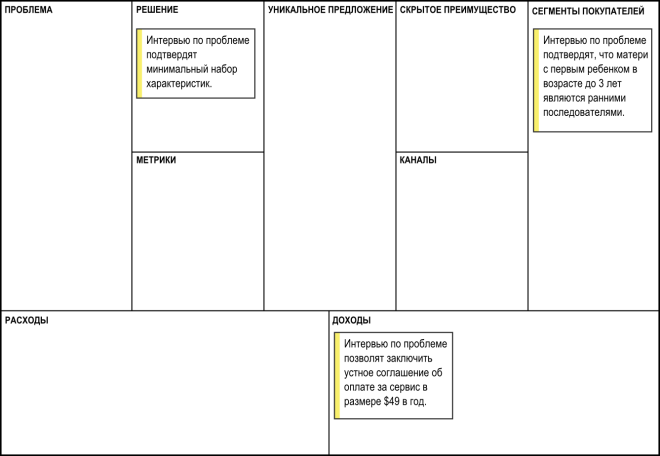 ПРОБЛЕМА
РЕШЕНИЕ
Интервью по проблеме
подтвердят
минимальный набор
характеристик.
МЕТРИКИ
УНИКАЛЬНОЕ ПРЕДЛОЖЕНИЕ
СКРЫТОЕ ПРЕИМУЩЕСТВО
КАНАЛЫ
СЕГМЕНТЫ ПОКУПАТЕЛЕЙ
Интервью по проблеме
подтвердят, что матери
с первым ребенком в
возрасте до 3 лет
являются ранними
последователями.
РАСХОДЫ
ДОХОДЫ
Интервью по проблеме
позволят заключить
устное соглашение об
оплате за сервис в
размере $49 в год.